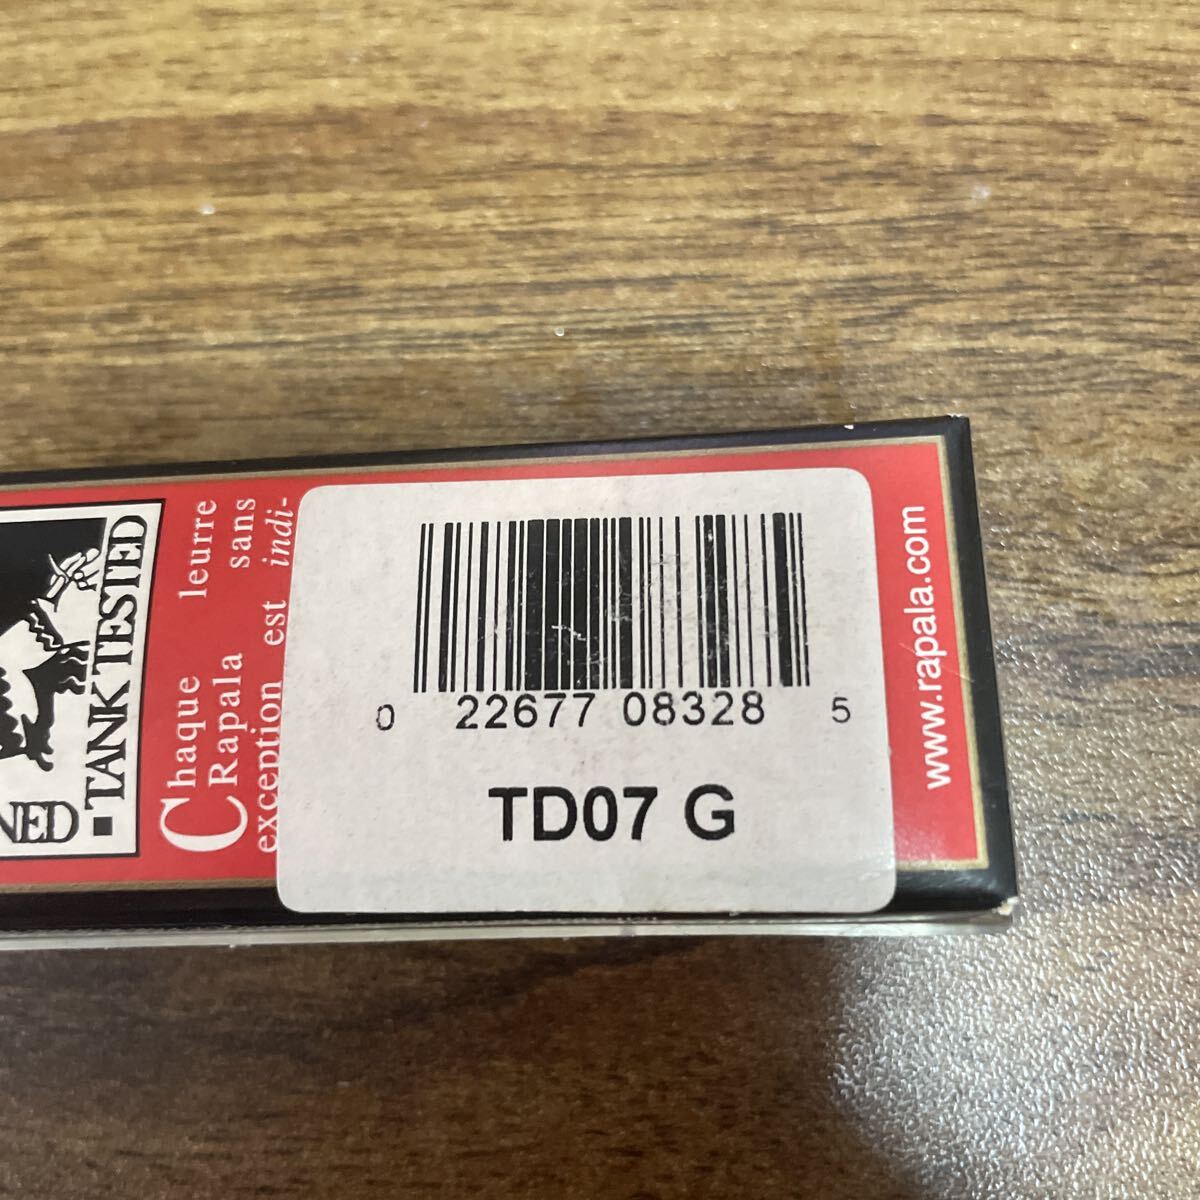 NED ■ TANK TESTED
Chaque leurre
Rapala sans
exception est indi-
0 22677 08328 5
TD07 G
www.rapala.com